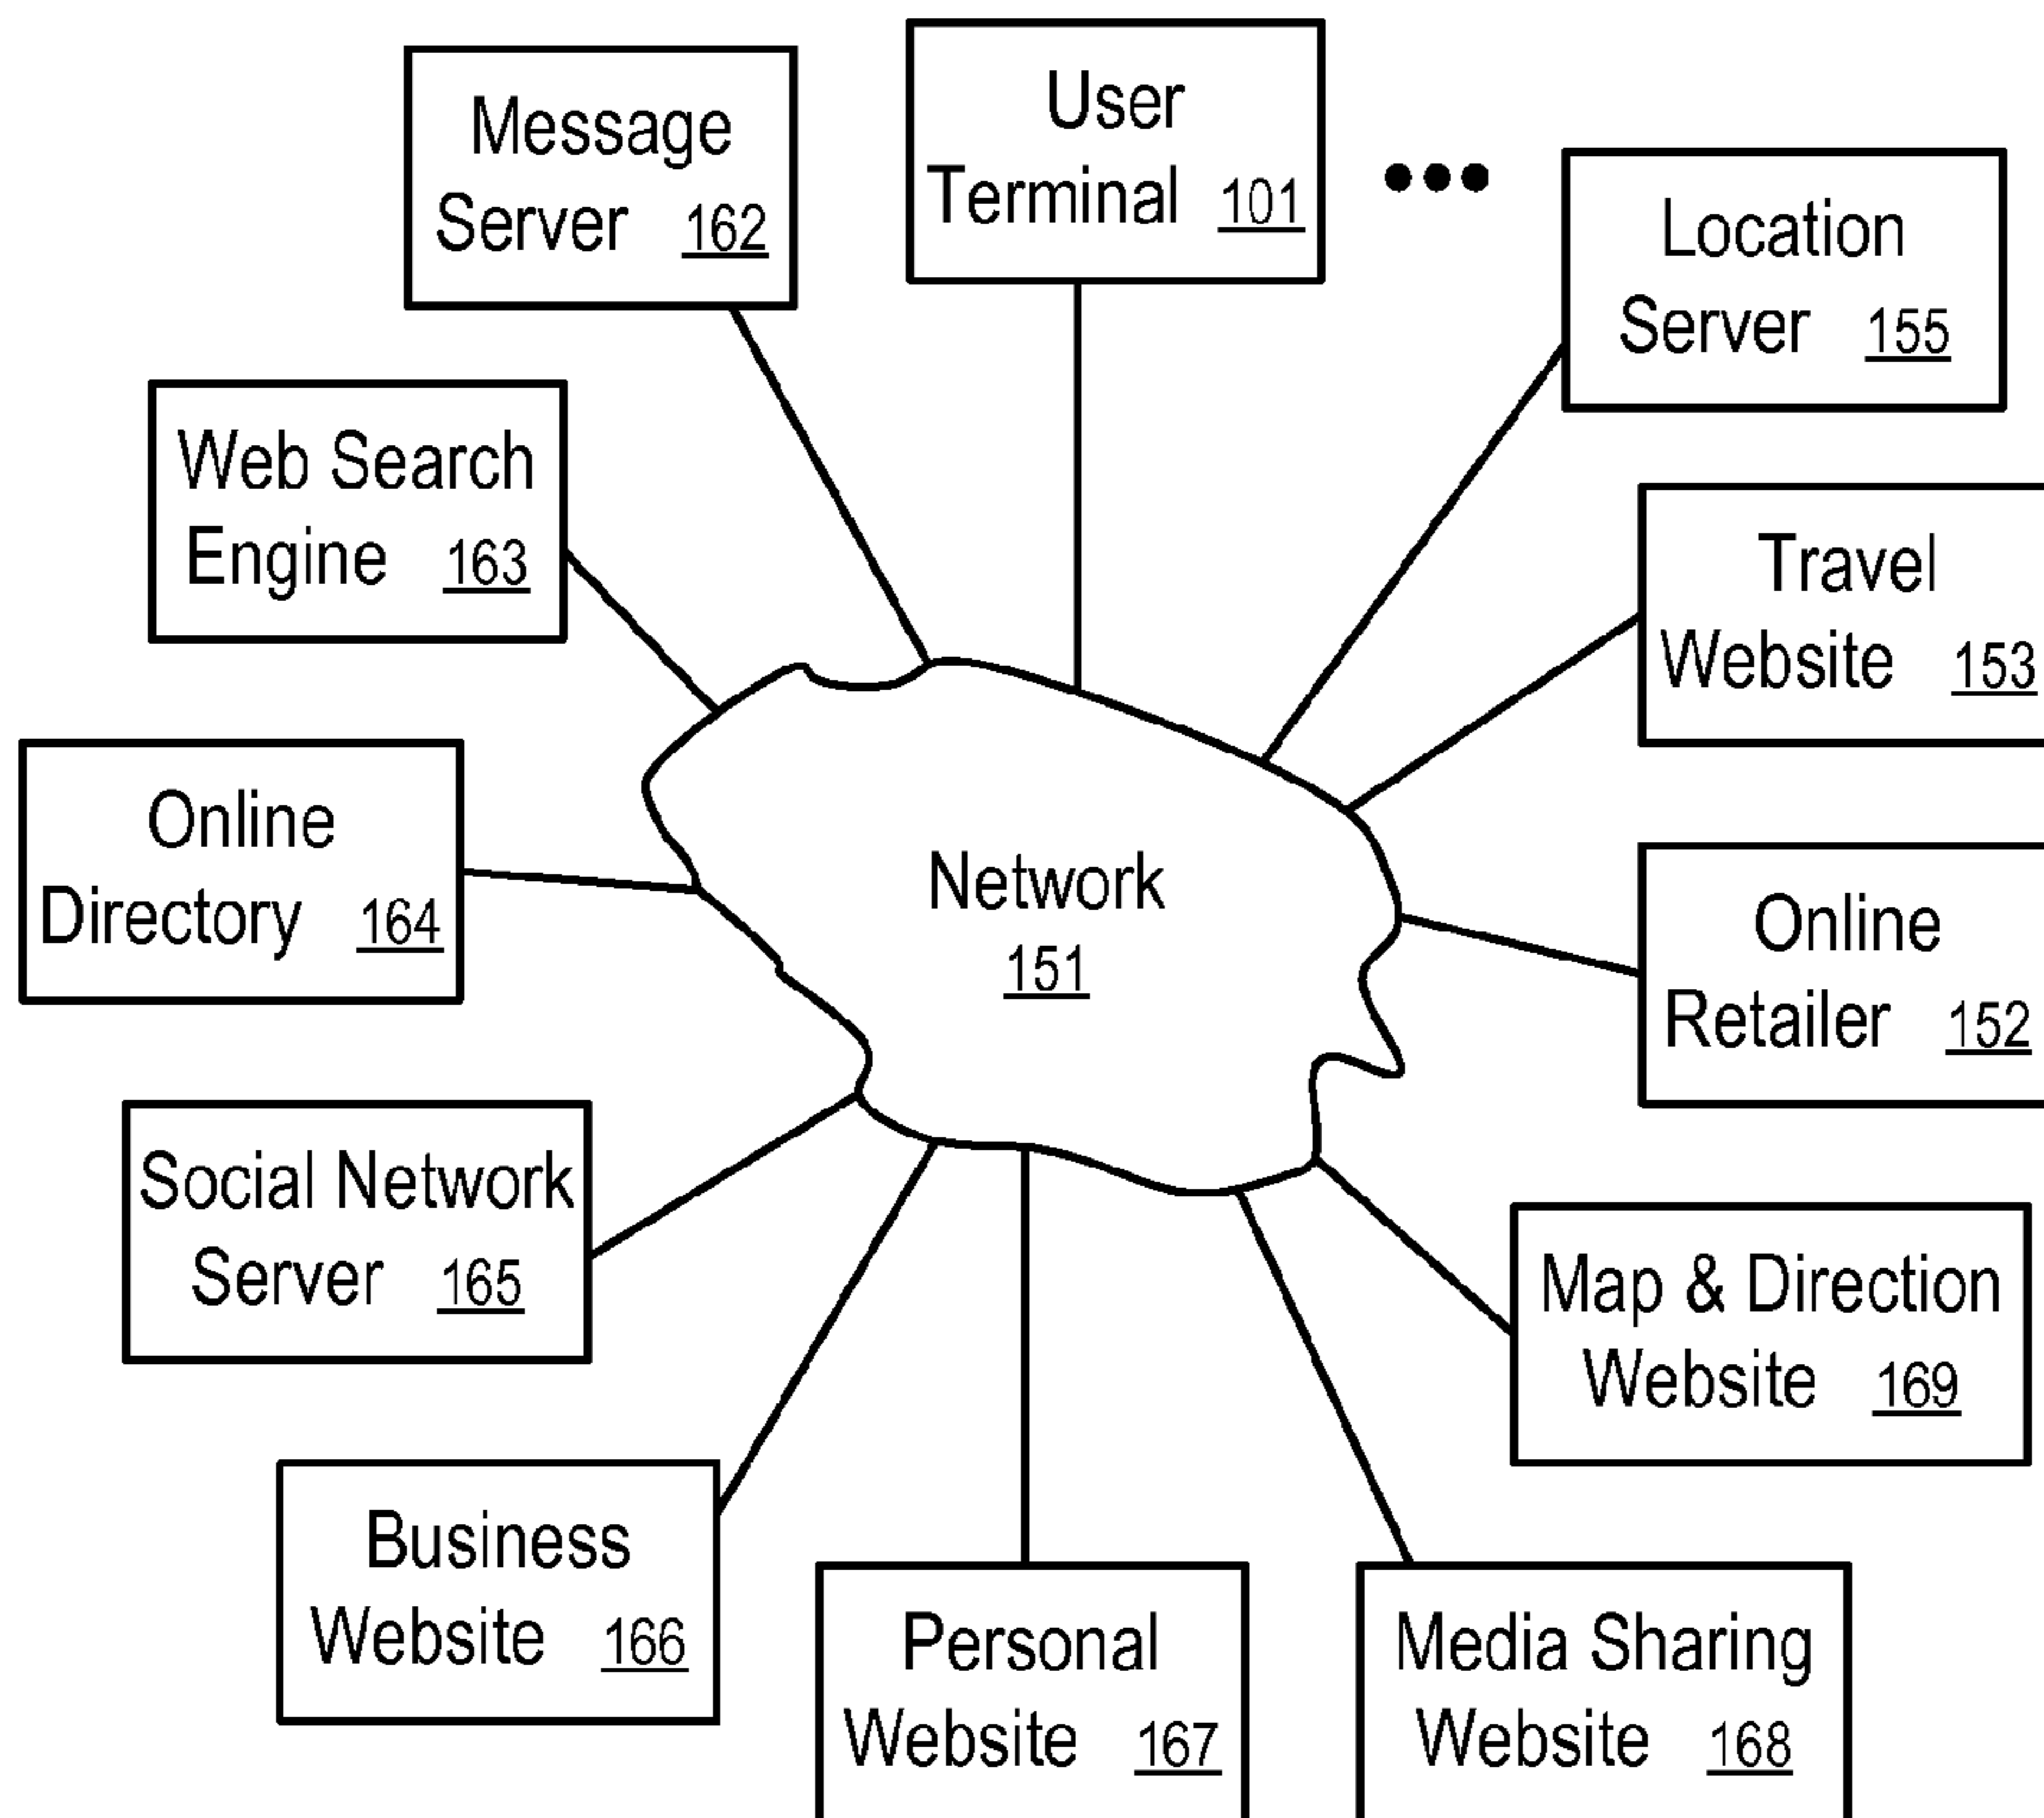 User
Terminal 101
Message
Server 162
Location
Server 155
Web Search
Engine 163
Travel
Website 153
Online
Directory 164
Network
151
Online
Retailer 152
Social Network
Server 165
Map & Direction
Website 169
Business
Website 166
Personal
Website 167
Media Sharing
Website 168